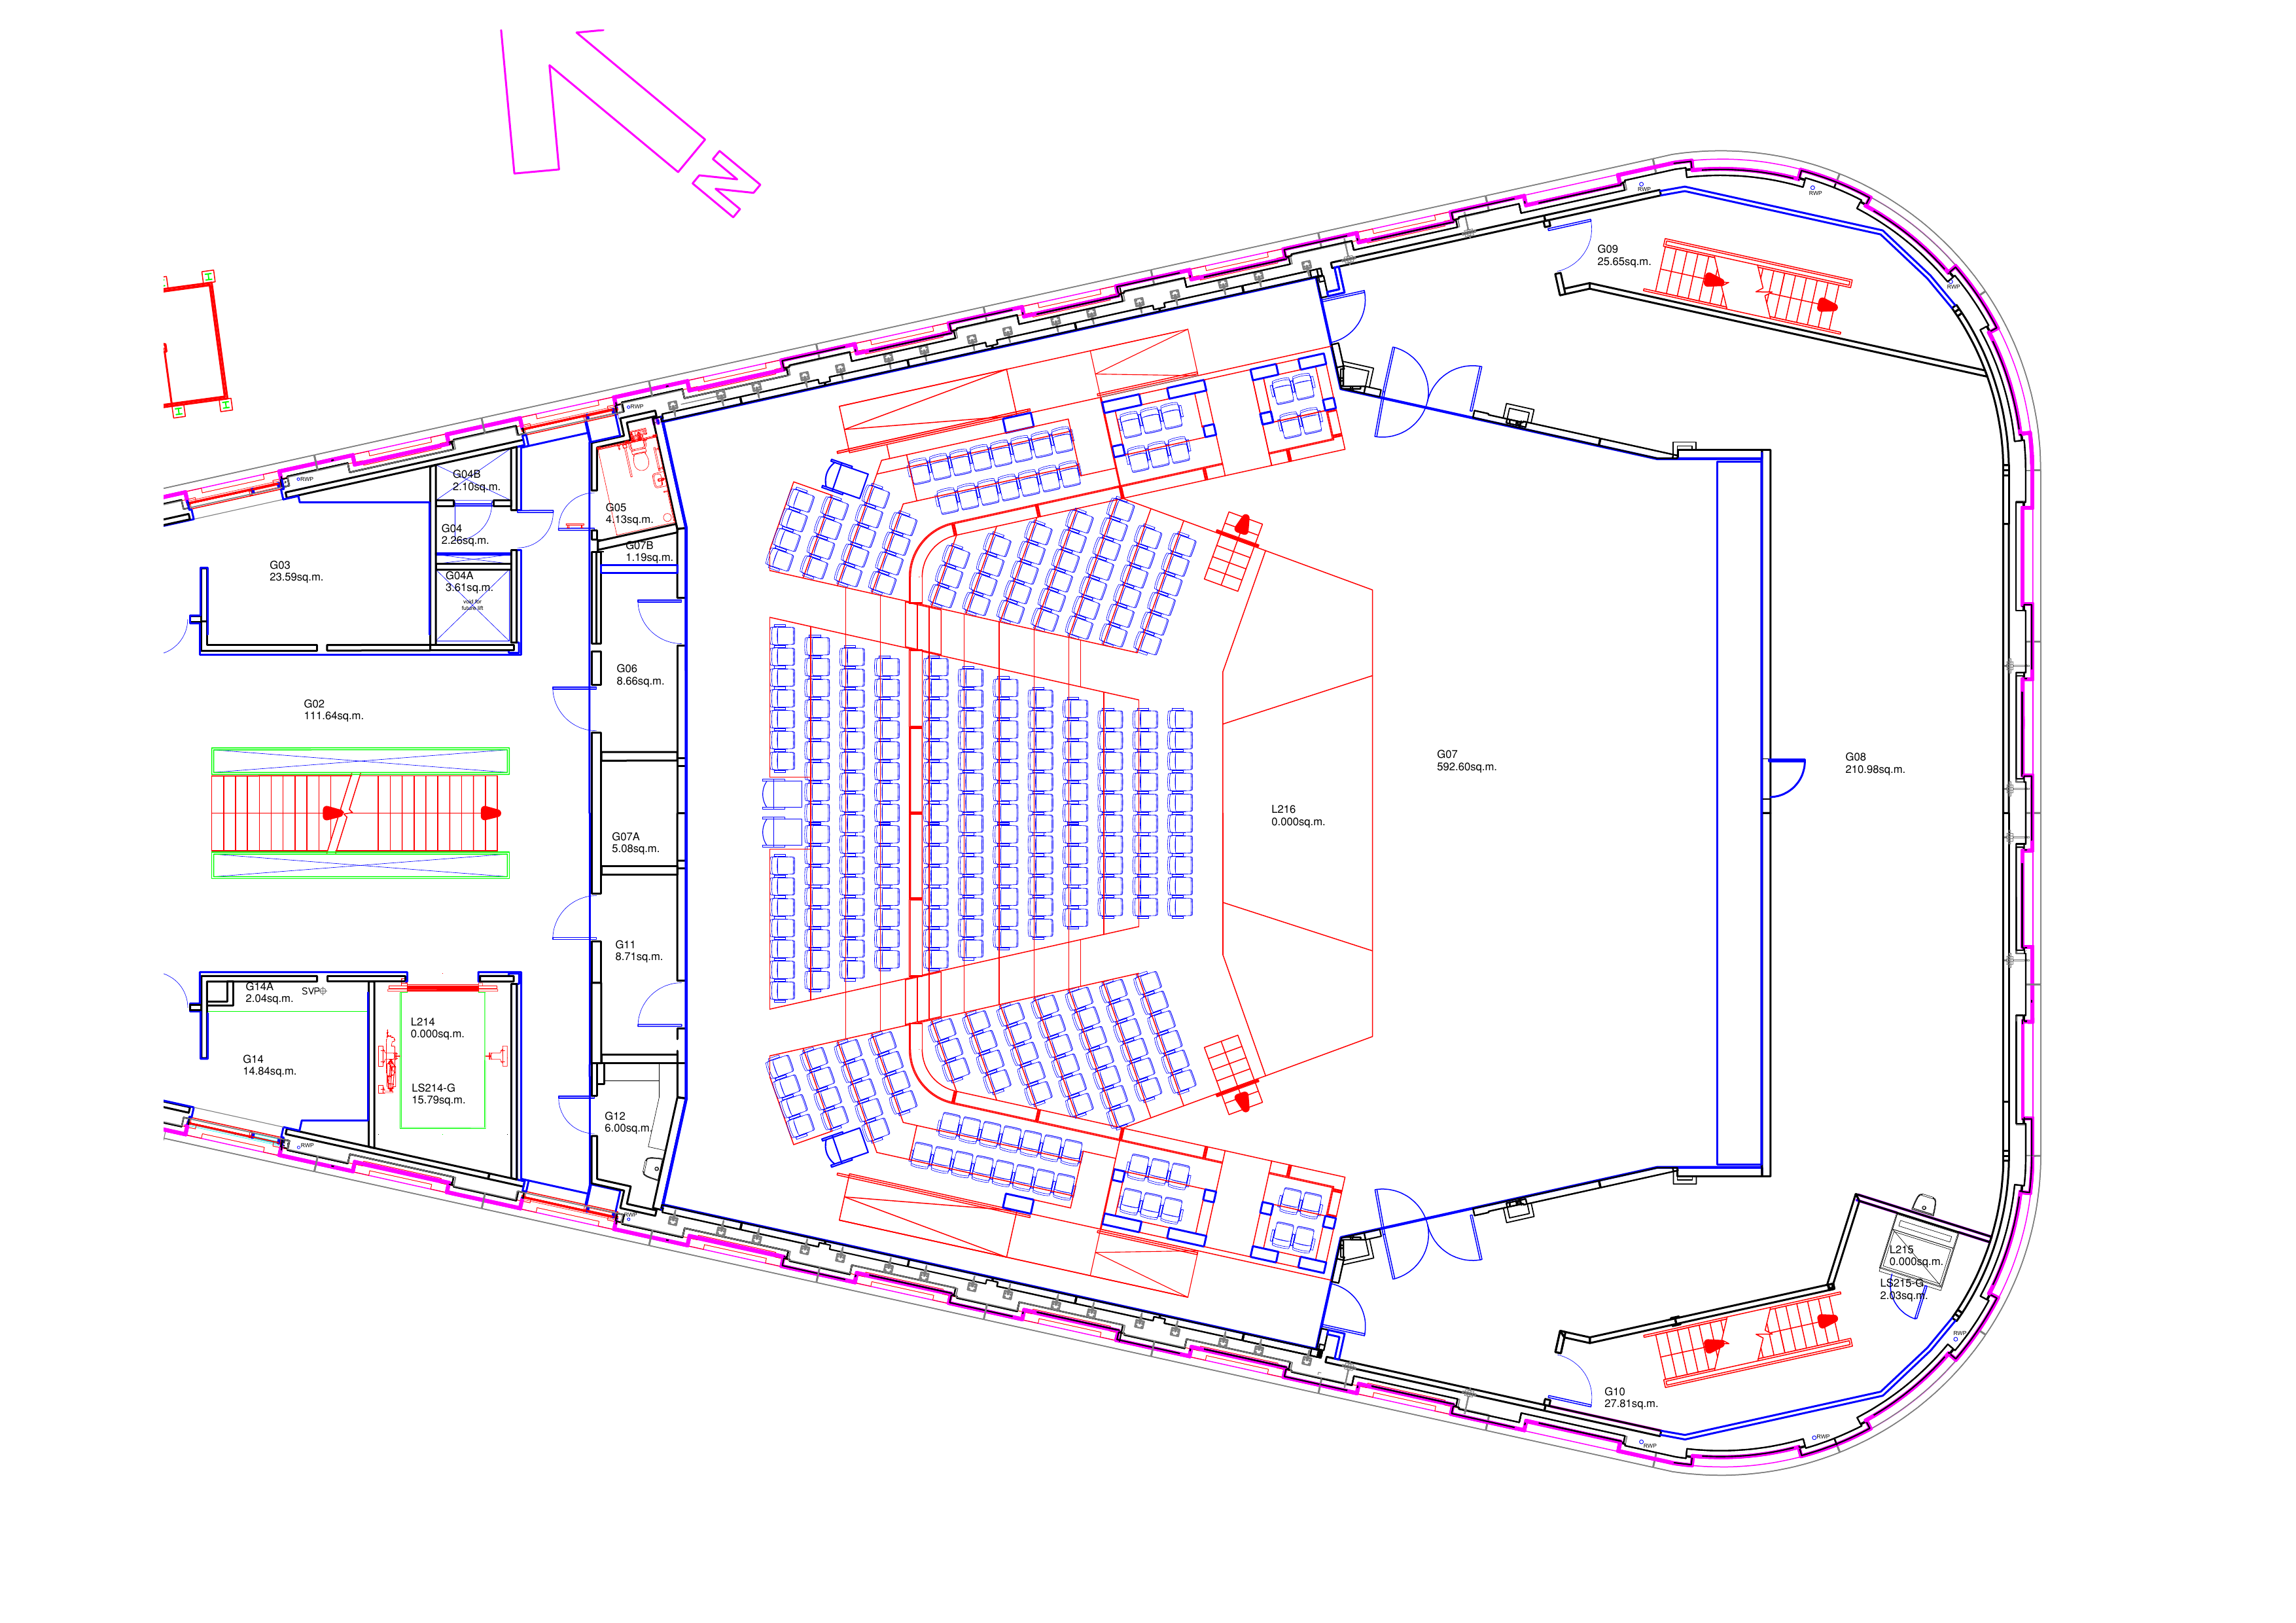 N
RWP
RWP
G09
25.65sq.m.
RWP
RWP
G04B
2.10sq.m.
RWP
G05
4.13sq.m.
G04
2.26sq.m.
G07B
1.19sq.m.
G03
23.59sq.m.
G04A
3.61sq.m.
void for
future lift
G06
8.66sq.m.
G02
111.64sq.m.
G07
592.60sq.m.
G08
210.98sq.m.
L216
0.000sq.m.
G07A
5.08sq.m.
G11
8.71sq.m.
G14A
2.04sq.m.
SVP
L214
0.000sq.m.
G14
14.84sq.m.
LS214-G
15.79sq.m.
G12
6.00sq.m.
RWP
RWP
L215
0.000sq.m.
LS215-G
2.03sq.m.
RWP
G10
27.81sq.m.
RWP
RWP